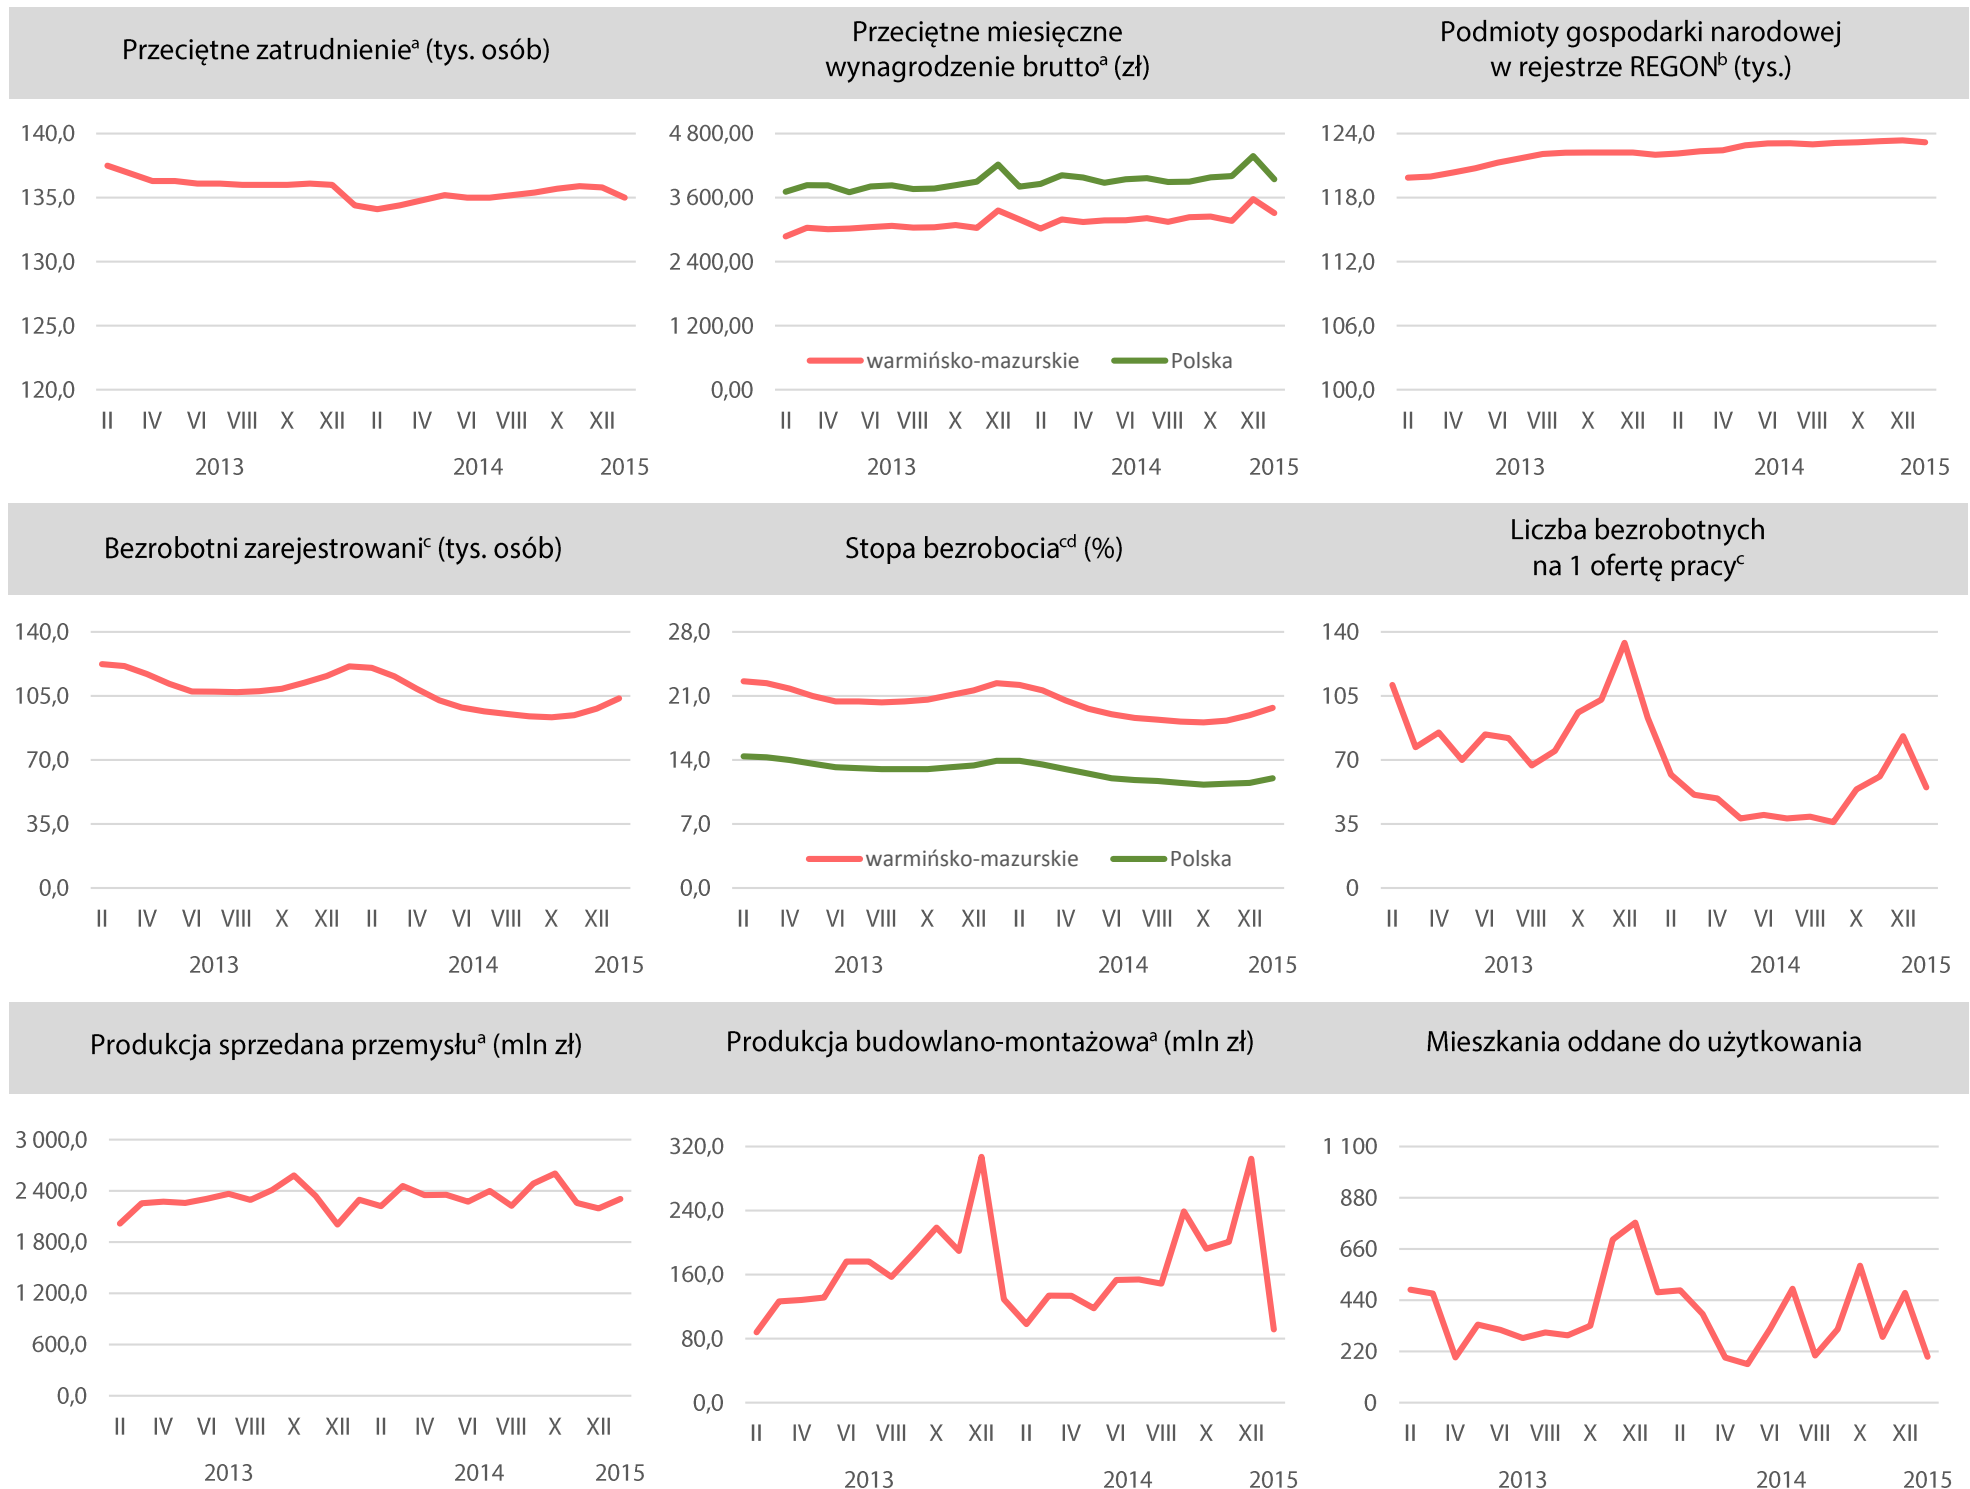 Przeciętne zatrudnienieᵃ (tys. osób)
Przeciętne miesięczne
wynagrodzenie bruttoᵃ (zł)
Podmioty gospodarki narodowej
w rejestrze REGONᵇ (tys.)
140,0
135,0
130,0
125,0
120,0
II IV VI VIII X XII II IV VI VIII X XII
2013 2014 2015
4 800,00
3 600,00
2 400,00
1 200,00
0,00
warmińsko-mazurskie Polska
II IV VI VIII X XII II IV VI VIII X XII
2013 2014 2015
124,0
118,0
112,0
106,0
100,0
II IV VI VIII X XII II IV VI VIII X XII
2013 2014 2015
Bezrobotni zarejestrowaniᶜ (tys. osób)
Stopa bezrobociaᶜᵈ (%)
Liczba bezrobotnych
na 1 ofertę pracyᶜ
140,0
105,0
70,0
35,0
0,0
II IV VI VIII X XII II IV VI VIII X XII
2013 2014 2015
28,0
21,0
14,0
7,0
0,0
warmińsko-mazurskie Polska
II IV VI VIII X XII II IV VI VIII X XII
2013 2014 2015
140
105
70
35
0
II IV VI VIII X XII II IV VI VIII X XII
2013 2014 2015
Produkcja sprzedana przemysłuᵃ (mln zł)
Produkcja budowlano-montażowaᵃ (mln zł)
Mieszkania oddane do użytkowania
3 000,0
2 400,0
1 800,0
1 200,0
600,0
0,0
II IV VI VIII X XII II IV VI VIII X XII
2013 2014 2015
320,0
240,0
160,0
80,0
0,0
II IV VI VIII X XII II IV VI VIII X XII
2013 2014 2015
1 100
880
660
440
220
0
II IV VI VIII X XII II IV VI VIII X XII
2013 2014 2015